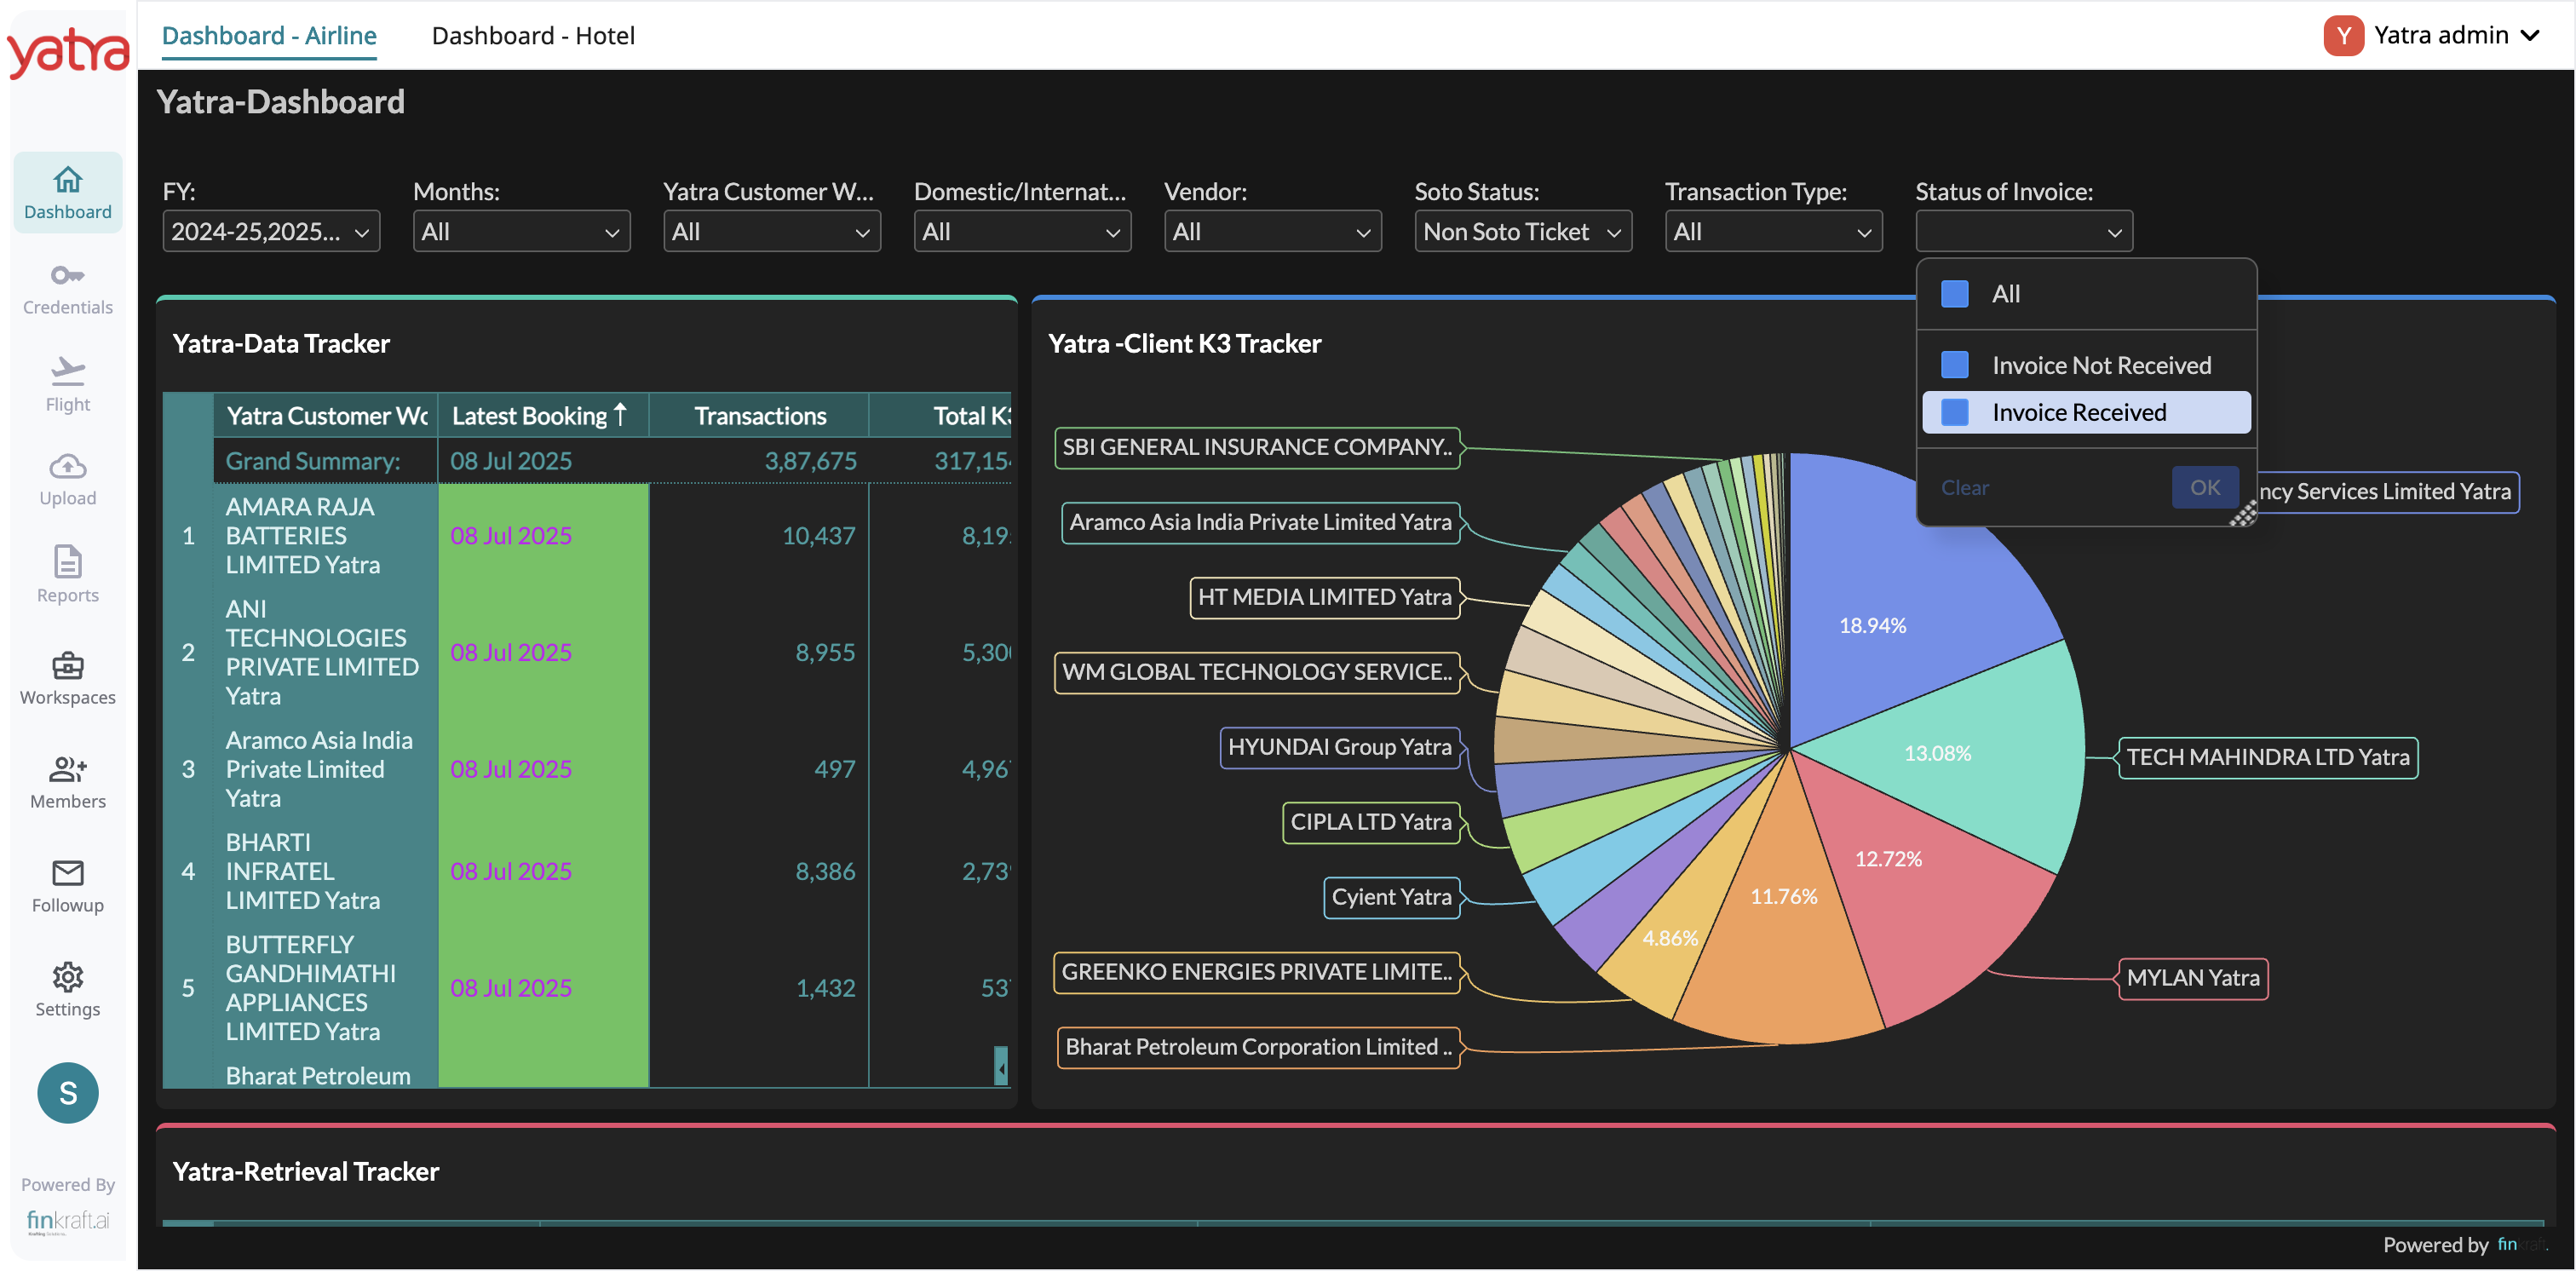 yatra
Dashboard - Airline
Dashboard - Hotel
Y
Yatra admin
Yatra-Dashboard
Dashboard
Credentials
Flight
Upload
Reports
Workspaces
Members
Followup
Settings
S
Powered By
finkraft.ai
FY:
2024-25,2025...
Months:
All
Yatra Customer W...
All
Domestic/Internat...
All
Vendor:
All
Soto Status:
Non Soto Ticket
Transaction Type:
All
Status of Invoice:
All
Invoice Not Received
Invoice Received
Clear
OK
Yatra-Data Tracker
Yatra Customer Wo
Latest Booking
Transactions
Total K3
Grand Summary:
08 Jul 2025
3,87,675
317,154
1
AMARA RAJA
BATTERIES
LIMITED Yatra
08 Jul 2025
10,437
8,19
2
ANI
TECHNOLOGIES
PRIVATE LIMITED
Yatra
08 Jul 2025
8,955
5,30
3
Aramco Asia India
Private Limited
Yatra
08 Jul 2025
497
4,96
4
BHARTI
INFRATEL
LIMITED Yatra
08 Jul 2025
8,386
2,73
5
BUTTERFLY
GANDHIMATHI
APPLIANCES
LIMITED Yatra
08 Jul 2025
1,432
53
Bharat Petroleum
Yatra -Client K3 Tracker
SBI GENERAL INSURANCE COMPANY..
Aramco Asia India Private Limited Yatra
HT MEDIA LIMITED Yatra
WM GLOBAL TECHNOLOGY SERVICE..
HYUNDAI Group Yatra
CIPLA LTD Yatra
Cyient Yatra
GREENKO ENERGIES PRIVATE LIMITE..
Bharat Petroleum Corporation Limited ..
18.94%
13.08%
12.72%
11.76%
4.86%
ncy Services Limited Yatra
TECH MAHINDRA LTD Yatra
MYLAN Yatra
Yatra-Retrieval Tracker
Powered by finkraft.